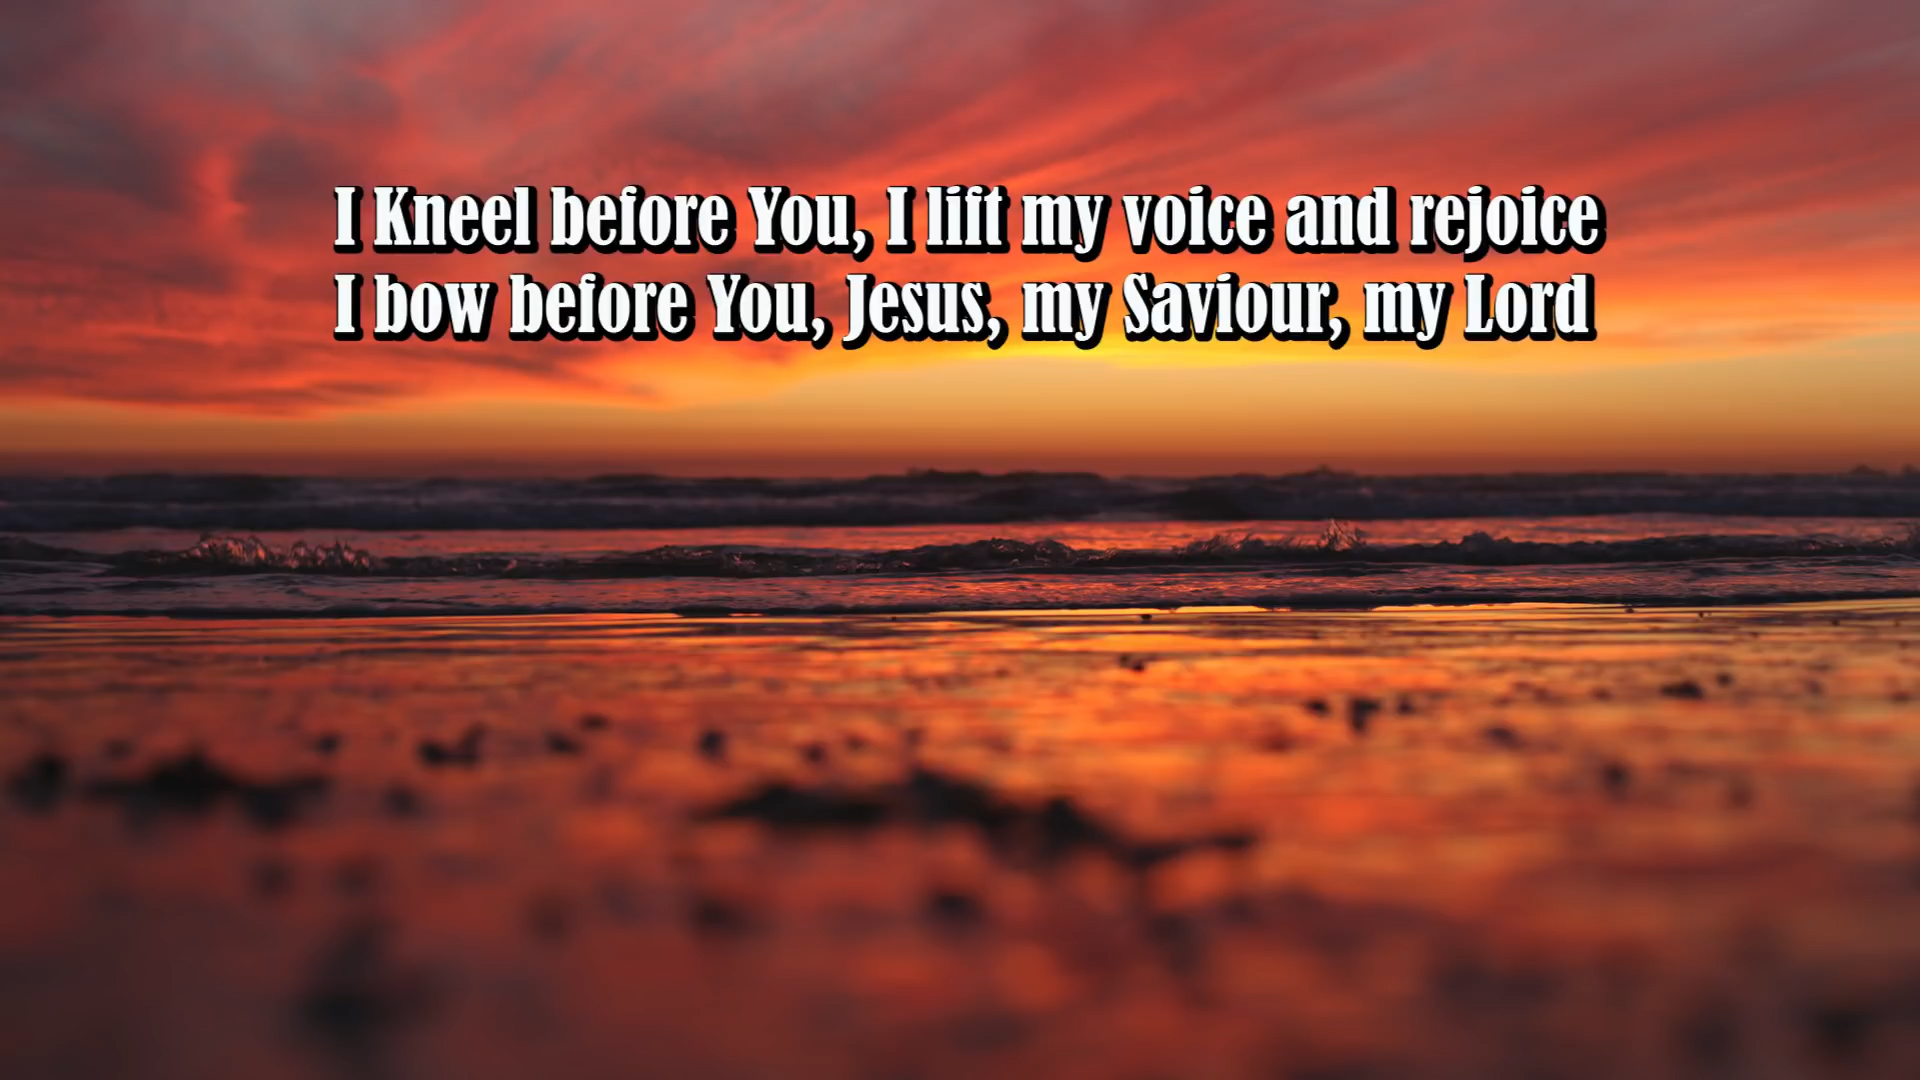 I Kneel before You, I lift my voice and rejoice
I bow before You, Jesus, my Saviour, my Lord